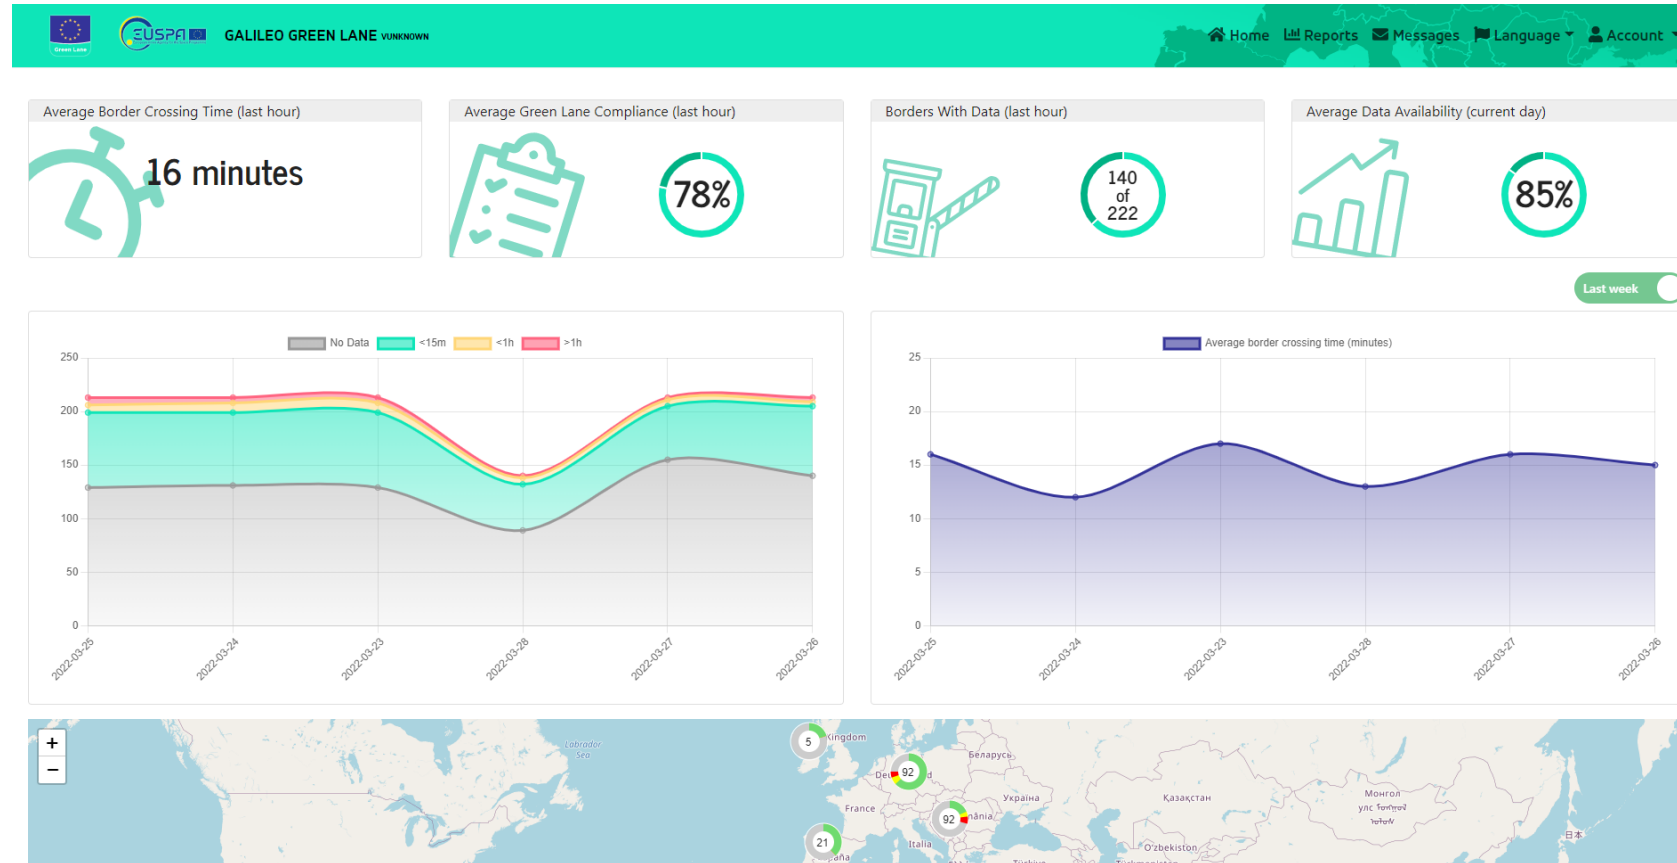 Green Lane
EUSPA
GALILEO GREEN LANE VUNKNOWN
Home Reports Messages Language Account
Average Border Crossing Time (last hour)
16 minutes
Average Green Lane Compliance (last hour)
78%
Borders With Data (last hour)
140
of
222
Average Data Availability (current day)
85%
Last week
No Data <15m <1h >1h
250
200
150
100
50
0
2022-03-25 2022-03-24 2022-03-23 2022-03-28 2022-03-27 2022-03-26
Average border crossing time (minutes)
25
20
15
10
5
0
2022-03-25 2022-03-24 2022-03-23 2022-03-28 2022-03-27 2022-03-26
+
−
Labrador
Sea
5 Kingdom
Беларусь
92
France
Україна
Қазақстан
Монгол
улс
92
21
Italia
O'zbekiston
日本